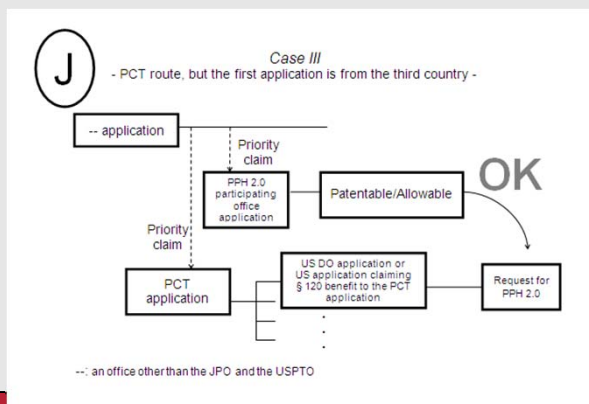 J
Case III
- PCT route, but the first application is from the third country -
-- application
Priority
claim
PPH 2.0
participating
office
application
Patentable/Allowable
OK
Priority
claim
PCT
application
US DO application or
US application claiming
§ 120 benefit to the PCT
application
Request for
PPH 2.0
--: an office other than the JPO and the USPTO